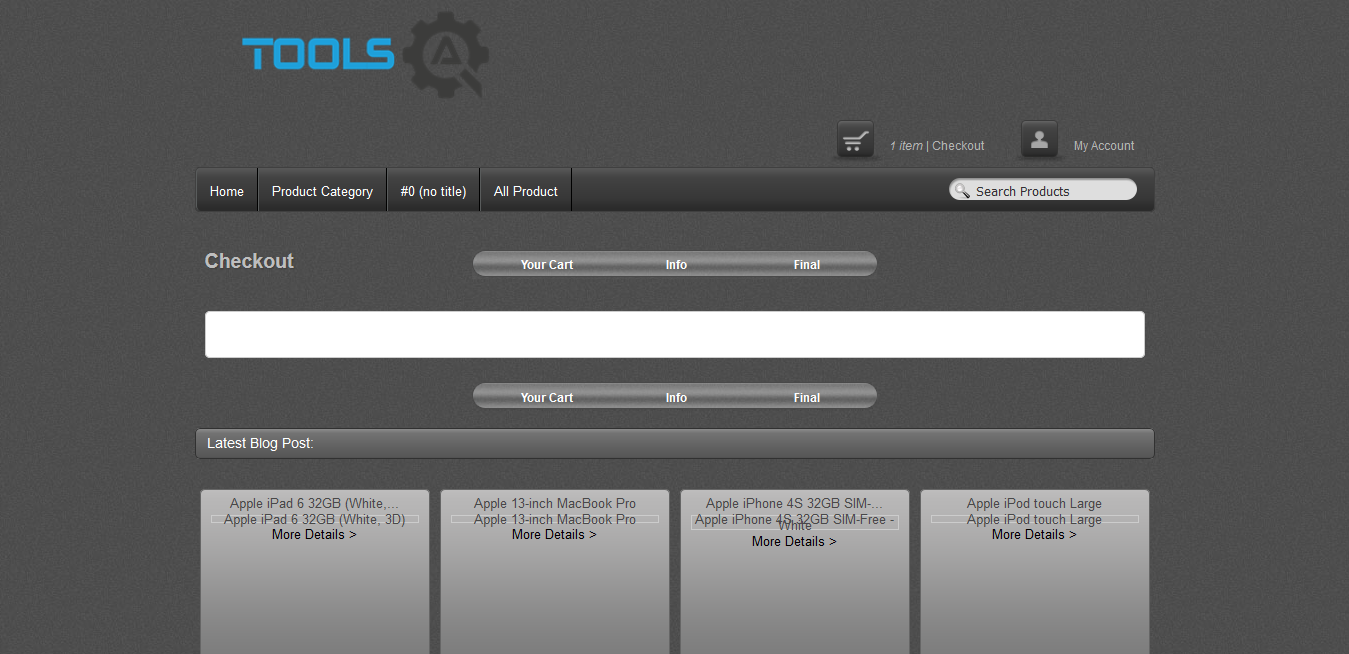 TOOLS
1 item | Checkout
My Account
Home
Product Category
#0 (no title)
All Product
Search Products
Checkout
Your Cart
Info
Final
Your Cart
Info
Final
Latest Blog Post:
Apple iPad 6 32GB (White,...
Apple iPad 6 32GB (White, 3D)
More Details >
Apple 13-inch MacBook Pro
Apple 13-inch MacBook Pro
More Details >
Apple iPhone 4S 32GB SIM-...
Apple iPhone 4S 32GB SIM-Free -
White
More Details >
Apple iPod touch Large
Apple iPod touch Large
More Details >